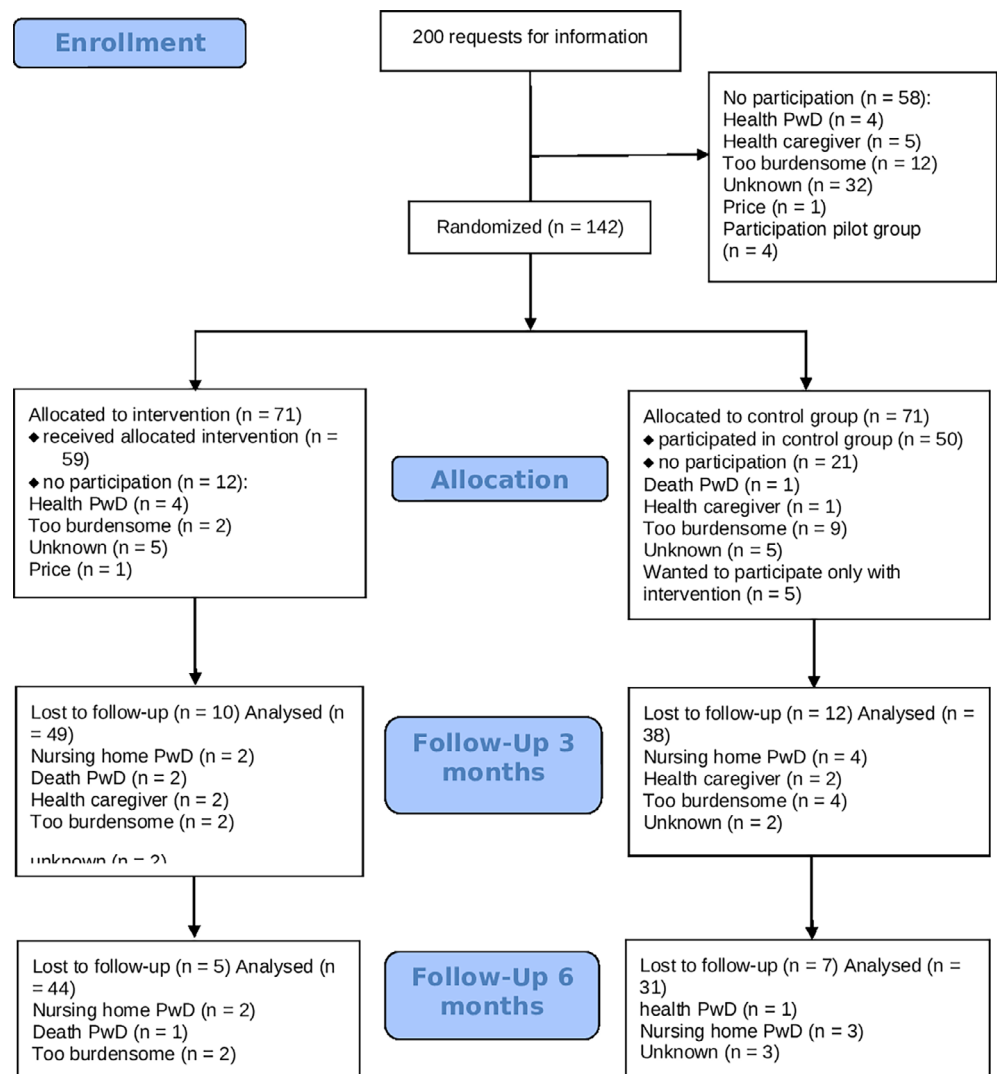 Enrollment
200 requests for information
No participation (n = 58):
Health PwD (n = 4)
Health caregiver (n = 5)
Too burdensome (n = 12)
Unknown (n = 32)
Price (n = 1)
Participation pilot group
(n = 4)
Randomized (n = 142)
Allocated to intervention (n = 71)
◆ received allocated intervention (n =
59)
◆ no participation (n = 12):
Health PwD (n = 4)
Too burdensome (n = 2)
Unknown (n = 5)
Price (n = 1)
Allocation
Allocated to control group (n = 71)
◆ participated in control group (n = 50)
◆ no participation (n = 21)
Death PwD (n = 1)
Health caregiver (n = 1)
Too burdensome (n = 9)
Unknown (n = 5)
Wanted to participate only with
intervention (n = 5)
Lost to follow-up (n = 10) Analysed (n
= 49)
Nursing home PwD (n = 2)
Death PwD (n = 2)
Health caregiver (n = 2)
Too burdensome (n = 2)
unknown (n = 2)
Follow-Up 3
months
Lost to follow-up (n = 12) Analysed (n =
38)
Nursing home PwD (n = 4)
Health caregiver (n = 2)
Too burdensome (n = 4)
Unknown (n = 2)
Lost to follow-up (n = 5) Analysed (n
= 44)
Nursing home PwD (n = 2)
Death PwD (n = 1)
Too burdensome (n = 2)
Follow-Up 6
months
Lost to follow-up (n = 7) Analysed (n =
31)
health PwD (n = 1)
Nursing home PwD (n = 3)
Unknown (n = 3)